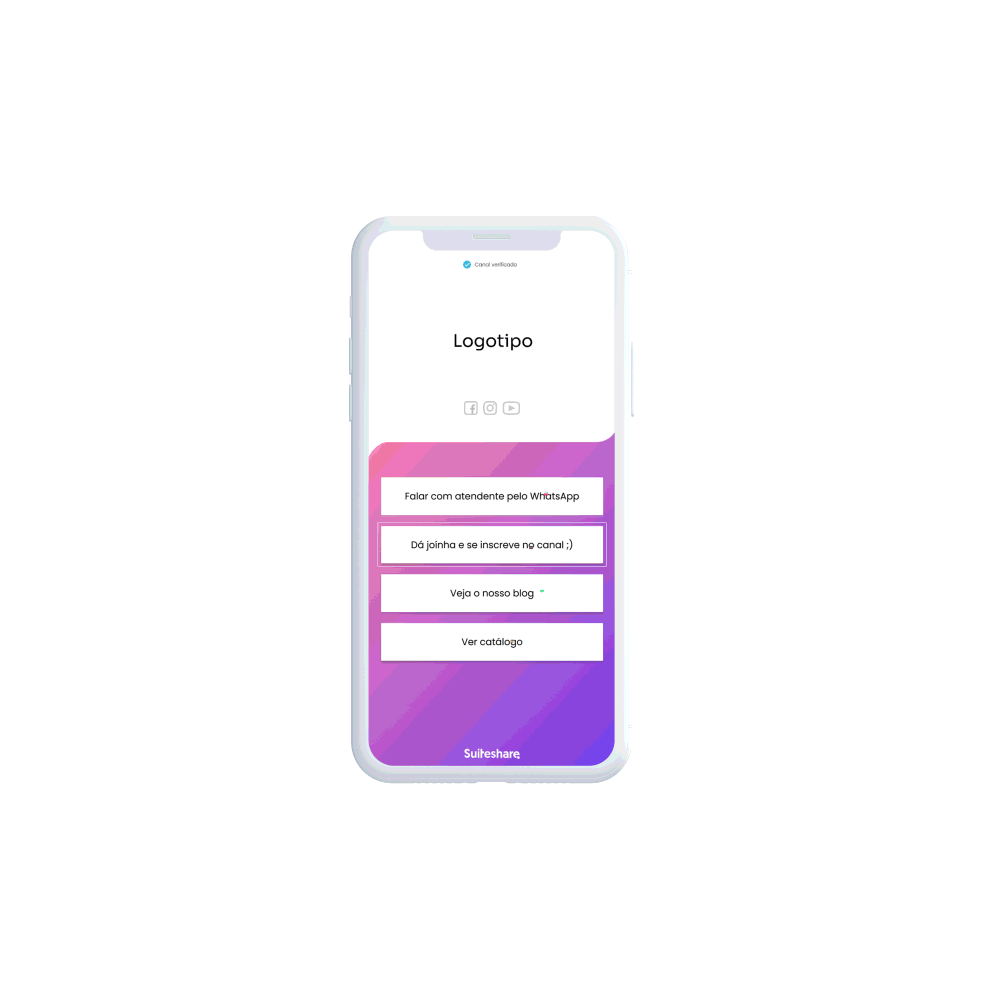 Canal verificado
Logotipo
Falar com atendente pelo WhatsApp
Dá joínha e se inscreve no canal ;)
Veja o nosso blog
Ver catálogo
Suiteshare